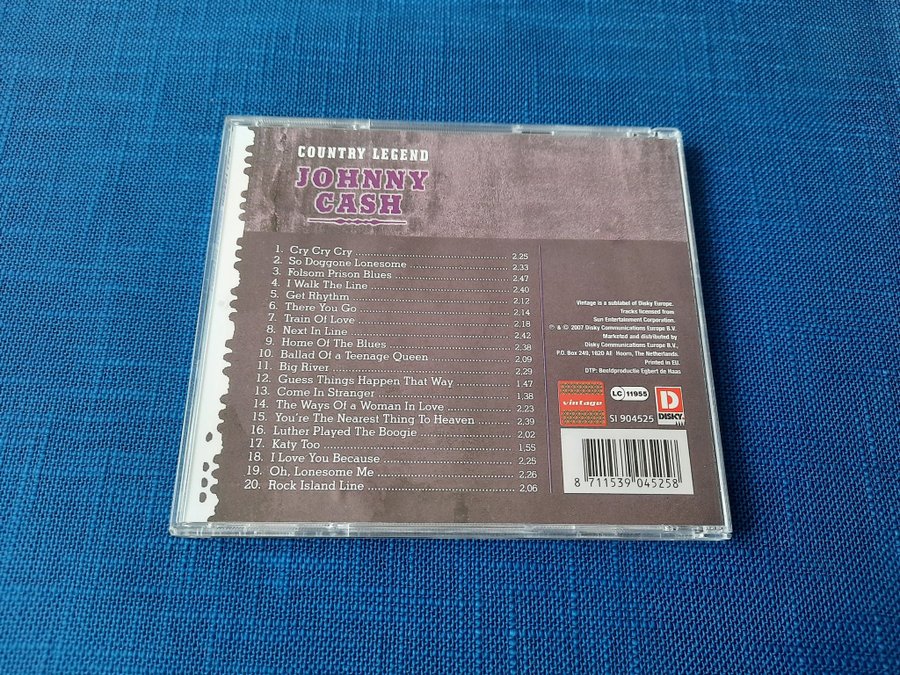 COUNTRY LEGEND
JOHNNY
CASH
1. Cry Cry Cry 2.25
2. So Doggone Lonesome 2.33
3. Folsom Prison Blues 2.47
4. I Walk The Line 2.40
5. Get Rhythm 2.12
6. There You Go 2.14
7. Train Of Love 2.18
8. Next In Line 2.42
9. Home Of The Blues 2.38
10. Ballad Of a Teenage Queen 2.09
11. Big River 2.29
12. Guess Things Happen That Way 1.47
13. Come In Stranger 1.38
14. The Ways Of a Woman In Love 2.23
15. You're The Nearest Thing To Heaven 2.39
16. Luther Played The Boogie 2.02
17. Katy Too 1.55
18. I Love You Because 2.25
19. Oh, Lonesome Me 2.26
20. Rock Island Line 2.06
Vintage is a sublabel of Disky Europe.
Tracks licensed from
Sun Entertainment Corporation.
℗ & © 2007 Disky Communications Europe B.V.
Marketed and distributed by
Disky Communications Europe B.V.,
P.O. Box 249, 1620 AE Hoorn, The Netherlands.
Printed in EU.
DTP: Beeldproductie Egbert de Haas
vintage
LC 11955
D
DISKY
SI 904525
8 711539 045258